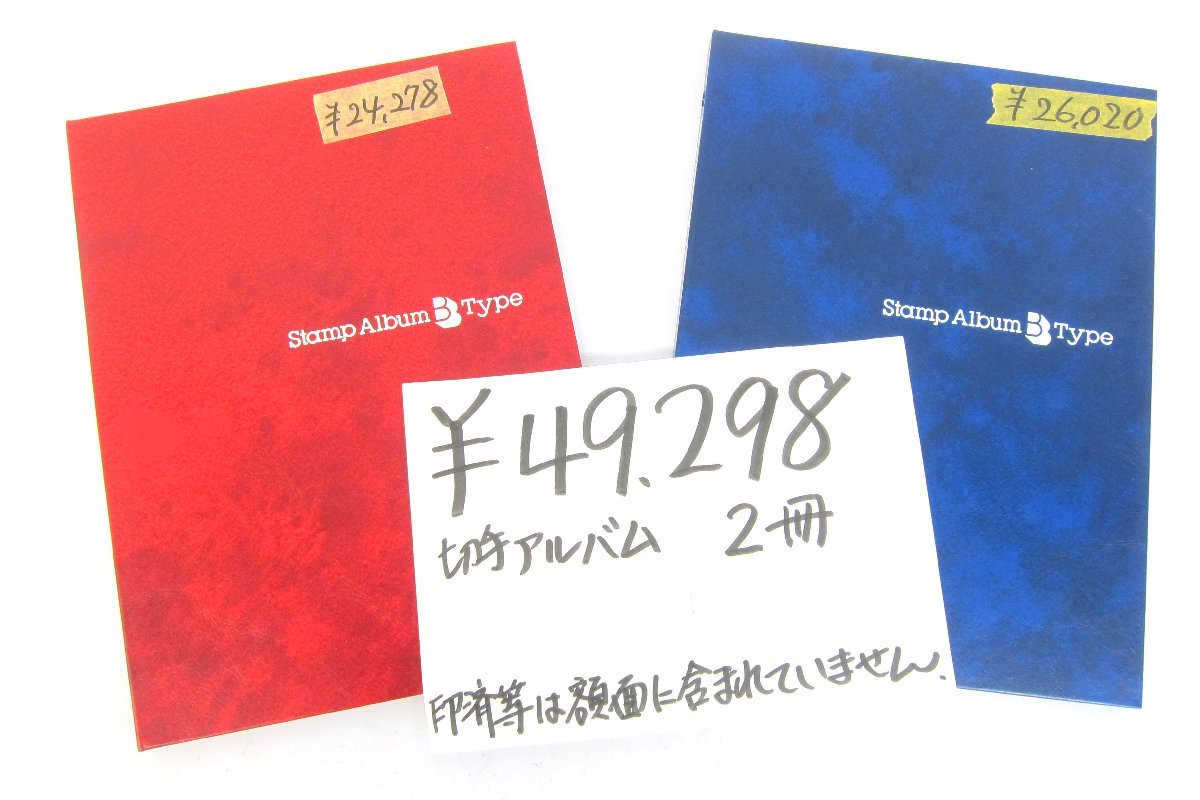 ¥24,278
Stamp Album B Type
¥26,020
Stamp Album B Type
¥49.298
切手アルバム 2冊
印済等は額面に含まれていません.